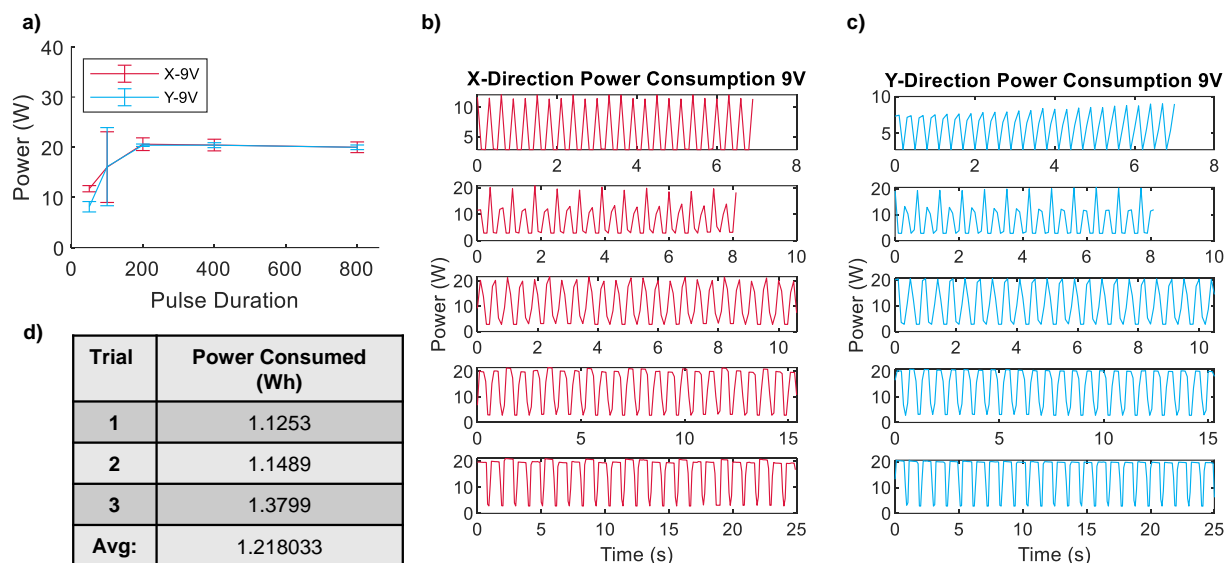 a)
40
30
20
10
0
Power (W)
X-9V
Y-9V
0 200 400 600 800
Pulse Duration
b)
X-Direction Power Consumption 9V
10
5
0 2 4 6 8
20
10
0
0 2 4 6 8 10
20
10
0
0 2 4 6 8 10
20
10
0
0 5 10 15
20
10
0
0 5 10 15 20 25
Power (W)
Time (s)
c)
Y-Direction Power Consumption 9V
10
5
0 2 4 6 8
20
10
0
0 2 4 6 8 10
20
10
0
0 2 4 6 8 10
20
10
0
0 5 10 15
20
10
0
0 5 10 15 20 25
Power (W)
Time (s)
d)
Trial Power Consumed
(Wh)
1 1.1253
2 1.1489
3 1.3799
Avg: 1.218033